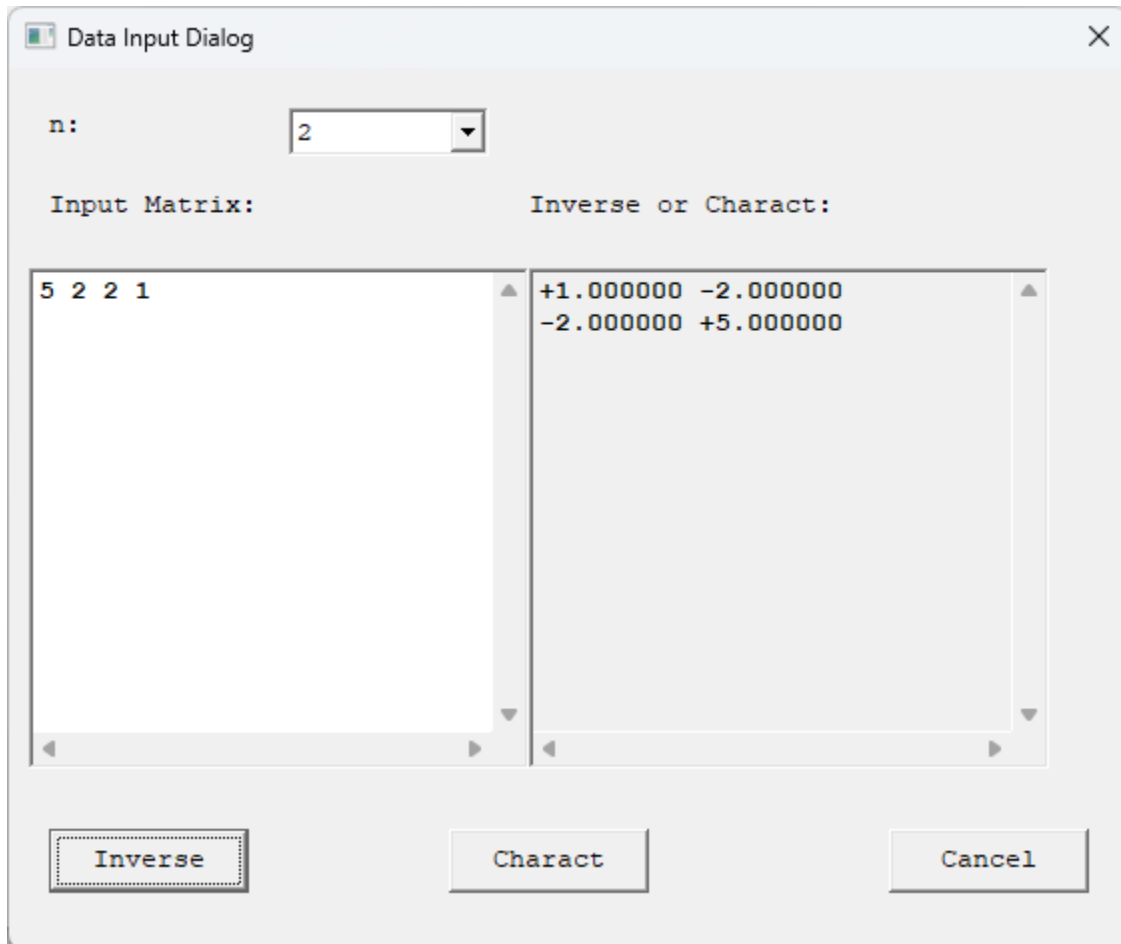 Data Input Dialog
n:
2
Input Matrix:
Inverse or Charact:
5 2 2 1
+1.000000 -2.000000
-2.000000 +5.000000
Inverse
Charact
Cancel